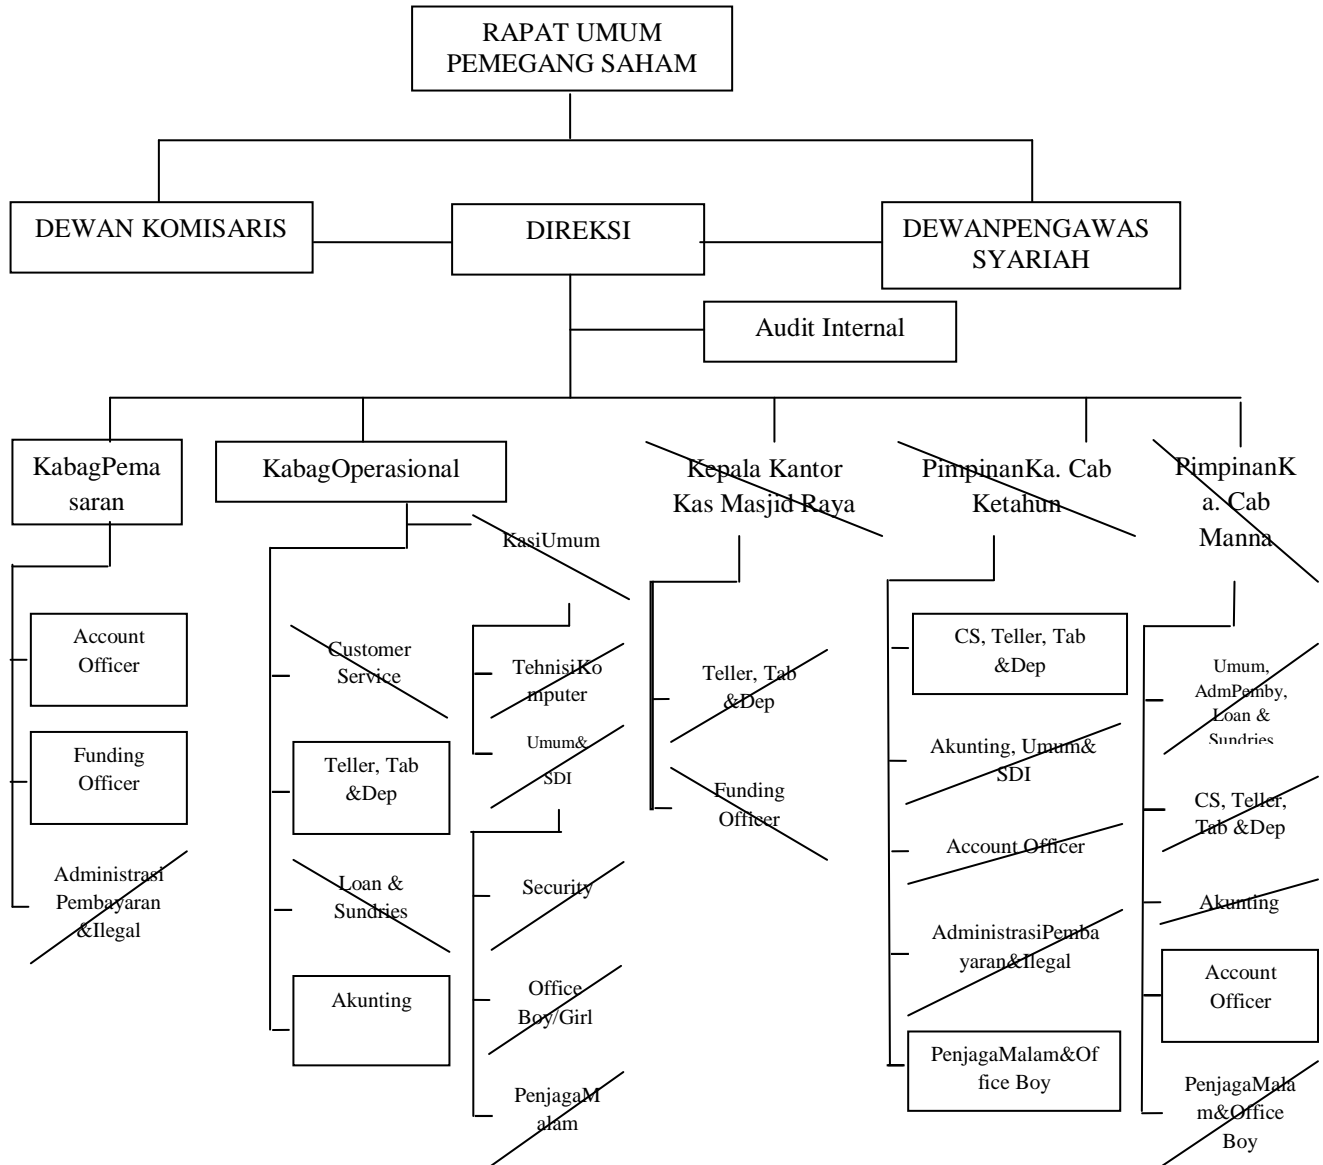 RAPAT UMUM
PEMEGANG SAHAM
DEWAN KOMISARIS
DIREKSI
DEWANPENGAWAS
SYARIAH
Audit Internal
KabagPema
saran
KabagOperasional
Kepala Kantor
Kas Masjid Raya
PimpinanKa. Cab
Ketahun
PimpinanK
a. Cab
Manna
Account
Officer
Funding
Officer
Administrasi
Pembayaran
&Ilegal
Customer
Service
Teller, Tab
&Dep
Loan &
Sundries
Akunting
KasiUmum
TehnisiKo
mputer
Umum&
SDI
Security
Office
Boy/Girl
PenjagaM
alam
Teller, Tab
&Dep
Funding
Officer
CS, Teller, Tab
&Dep
Akunting, Umum&
SDI
Account Officer
AdministrasiPemba
yaran&Ilegal
PenjagaMalam&Of
fice Boy
Umum,
AdmPemby,
Loan &
Sundries
CS, Teller,
Tab &Dep
Akunting
Account
Officer
PenjagaMala
m&Office
Boy